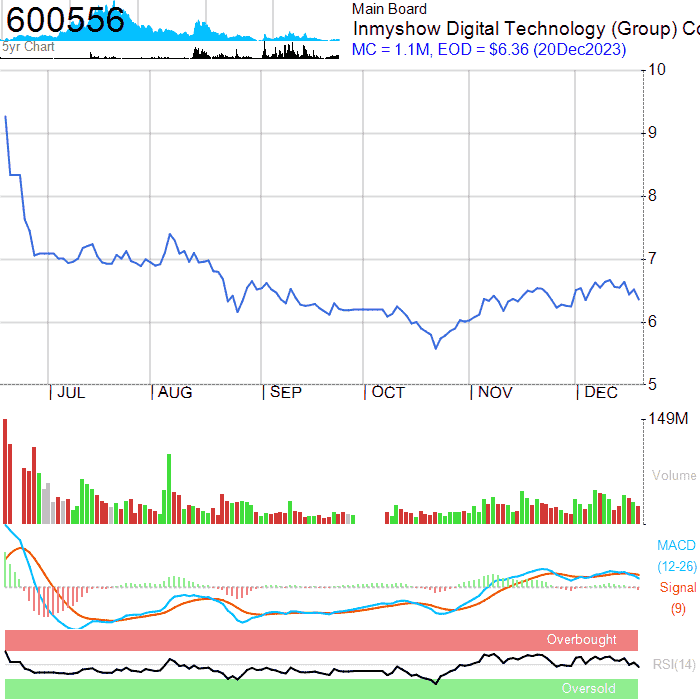 600556
5yr Chart
Main Board
Inmyshow Digital Technology (Group) Co
MC = 1.1M, EOD = $6.36 (20Dec2023)
10
9
8
7
6
5
JUL AUG SEP OCT NOV DEC
149M
Volume
MACD
(12-26)
Signal
(9)
Overbought
RSI(14)
Oversold